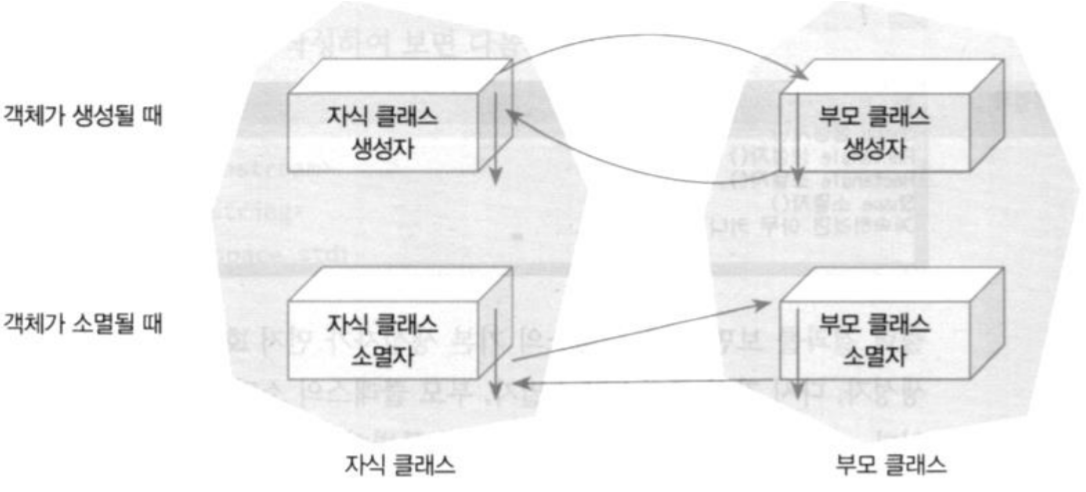 객체가 생성될 때
자식 클래스
생성자
부모 클래스
생성자
객체가 소멸될 때
자식 클래스
소멸자
부모 클래스
소멸자
자식 클래스
부모 클래스